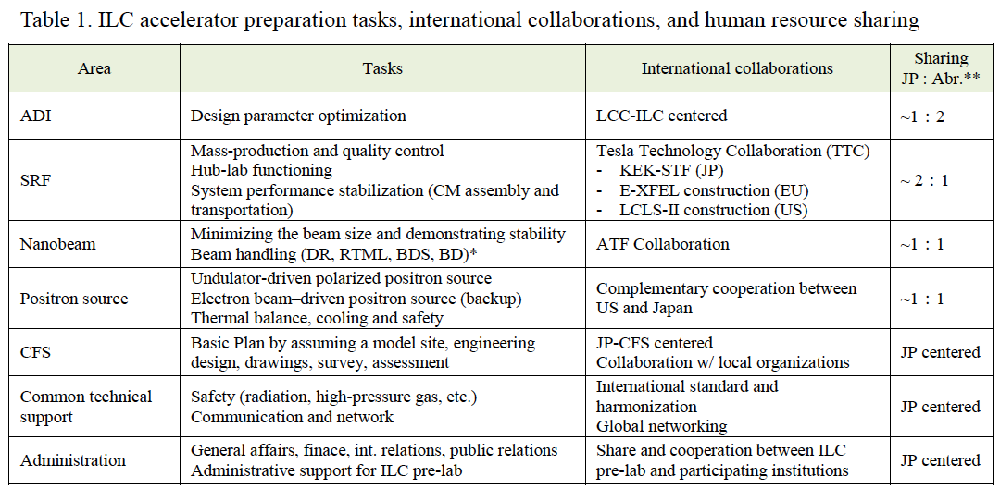 Table 1. ILC accelerator preparation tasks, international collaborations, and human resource sharing
Area
Tasks
International collaborations
Sharing
JP : Abr.**
ADI
Design parameter optimization
LCC-ILC centered
~1 : 2
SRF
Mass-production and quality control
Hub-lab functioning
System performance stabilization (CM assembly and
transportation)
Tesla Technology Collaboration (TTC)
- KEK-STF (JP)
- E-XFEL construction (EU)
- LCLS-II construction (US)
~ 2 : 1
Nanobeam
Minimizing the beam size and demonstrating stability
Beam handling (DR, RTML, BDS, BD)*
ATF Collaboration
~1 : 1
Positron source
Undulator-driven polarized positron source
Electron beam–driven positron source (backup)
Thermal balance, cooling and safety
Complementary cooperation between
US and Japan
~1 : 1
CFS
Basic Plan by assuming a model site, engineering
design, drawings, survey, assessment
JP-CFS centered
Collaboration w/ local organizations
JP centered
Common technical
support
Safety (radiation, high-pressure gas, etc.)
Communication and network
International standard and
harmonization
Global networking
JP centered
Administration
General affairs, finace, int. relations, public relations
Administrative support for ILC pre-lab
Share and cooperation between ILC
pre-lab and participating institutions
JP centered